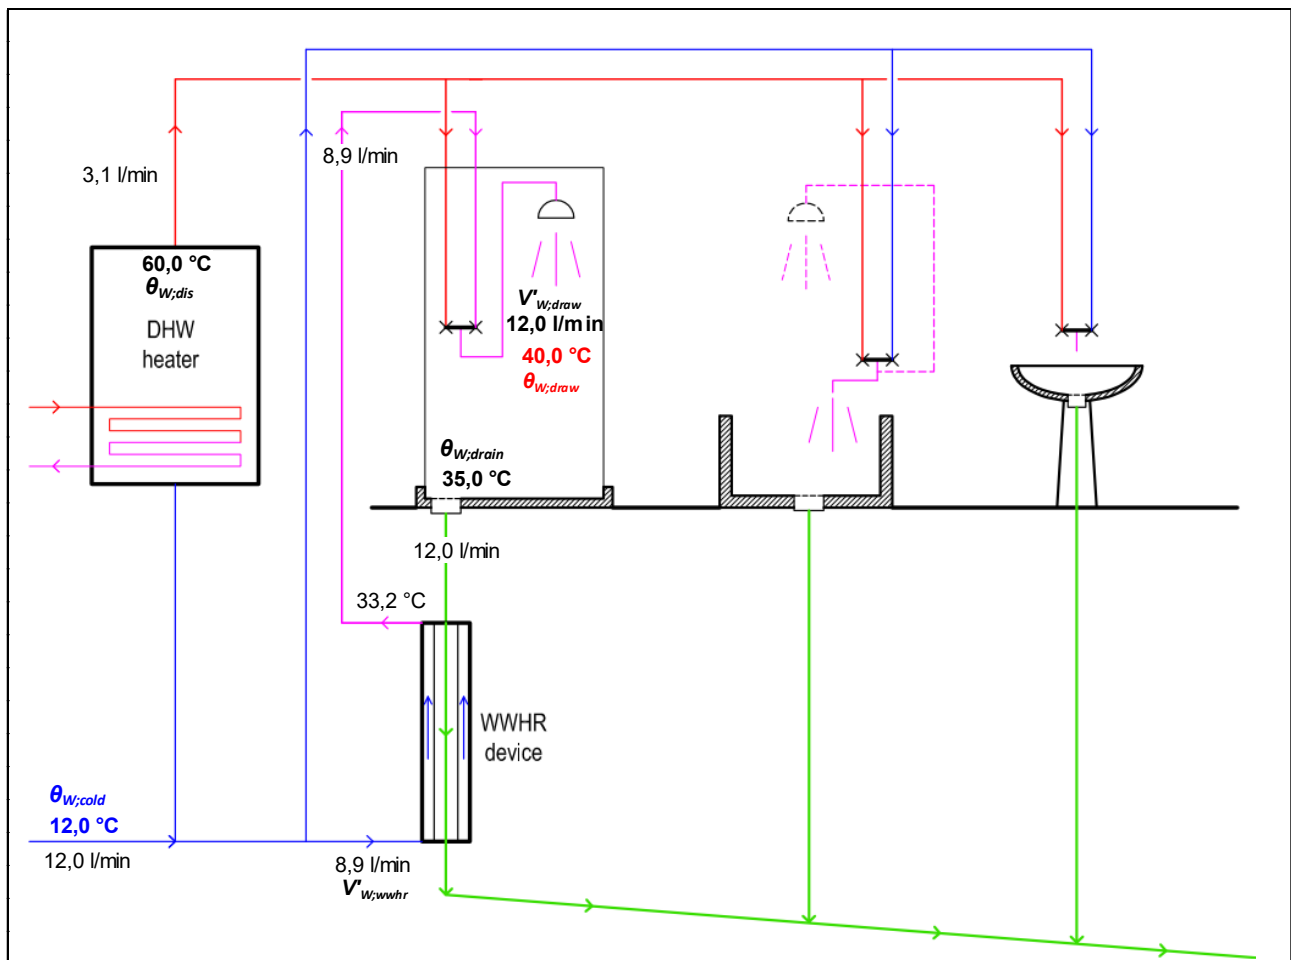 8,9 l/min
3,1 l/min
60,0 °C
θW;dis
DHW
heater
V'W;draw
12,0 l/min
40,0 °C
θW;draw
θW;drain
35,0 °C
12,0 l/min
33,2 °C
WWHR
device
θW;cold
12,0 °C
12,0 l/min
8,9 l/min
V'W;wwhr